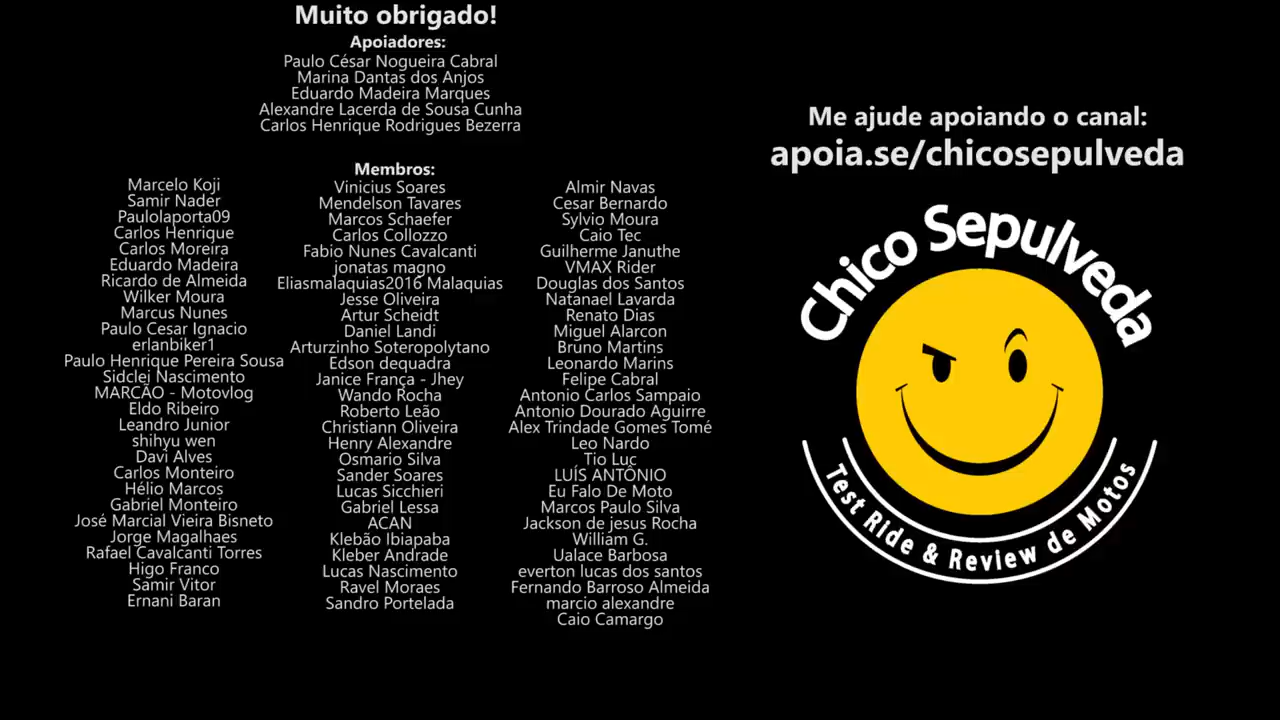 Muito obrigado!
Apoiadores:
Paulo César Nogueira Cabral
Marina Dantas dos Anjos
Eduardo Madeira Marques
Alexandre Lacerda de Sousa Cunha
Carlos Henrique Rodrigues Bezerra
Membros:
Marcelo Koji
Samir Nader
Paulolaporta09
Carlos Henrique
Carlos Moreira
Eduardo Madeira
Ricardo de Almeida
Wilker Moura
Marcus Nunes
Paulo Cesar Ignacio
erlanbiker1
Paulo Henrique Pereira Sousa
Sidclei Nascimento
MARCÃO - Motovlog
Eldo Ribeiro
Leandro Junior
shihyu wen
Davi Alves
Carlos Monteiro
Hélio Marcos
Gabriel Monteiro
José Marcial Vieira Bisneto
Jorge Magalhaes
Rafael Cavalcanti Torres
Higo Franco
Samir Vitor
Ernani Baran
Vinicius Soares
Mendelson Tavares
Marcos Schaefer
Carlos Collozzo
Fabio Nunes Cavalcanti
jonatas magno
Eliasmalaquias2016 Malaquias
Jesse Oliveira
Artur Scheidt
Daniel Landi
Arturzinho Soteropolytano
Edson dequadra
Janice França - Jhey
Wando Rocha
Roberto Leão
Christiann Oliveira
Henry Alexandre
Osmario Silva
Sander Soares
Lucas Sicchieri
Gabriel Lessa
ACAN
Klebão Ibiapaba
Kleber Andrade
Lucas Nascimento
Ravel Moraes
Sandro Portelada
Almir Navas
Cesar Bernardo
Sylvio Moura
Caio Tec
Guilherme Januthe
VMAX Rider
Douglas dos Santos
Natanael Lavarda
Renato Dias
Miguel Alarcon
Bruno Martins
Leonardo Marins
Felipe Cabral
Antonio Carlos Sampaio
Antonio Dourado Aguirre
Alex Trindade Gomes Tomé
Leo Nardo
Tio Luc
LUÍS ANTÔNIO
Eu Falo De Moto
Marcos Paulo Silva
Jackson de jesus Rocha
William G.
Ualace Barbosa
everton lucas dos santos
Fernando Barroso Almeida
marcio alexandre
Caio Camargo
Me ajude apoiando o canal:
apoia.se/chicosepulveda
Chico Sepulveda
Test Ride & Review de Motos